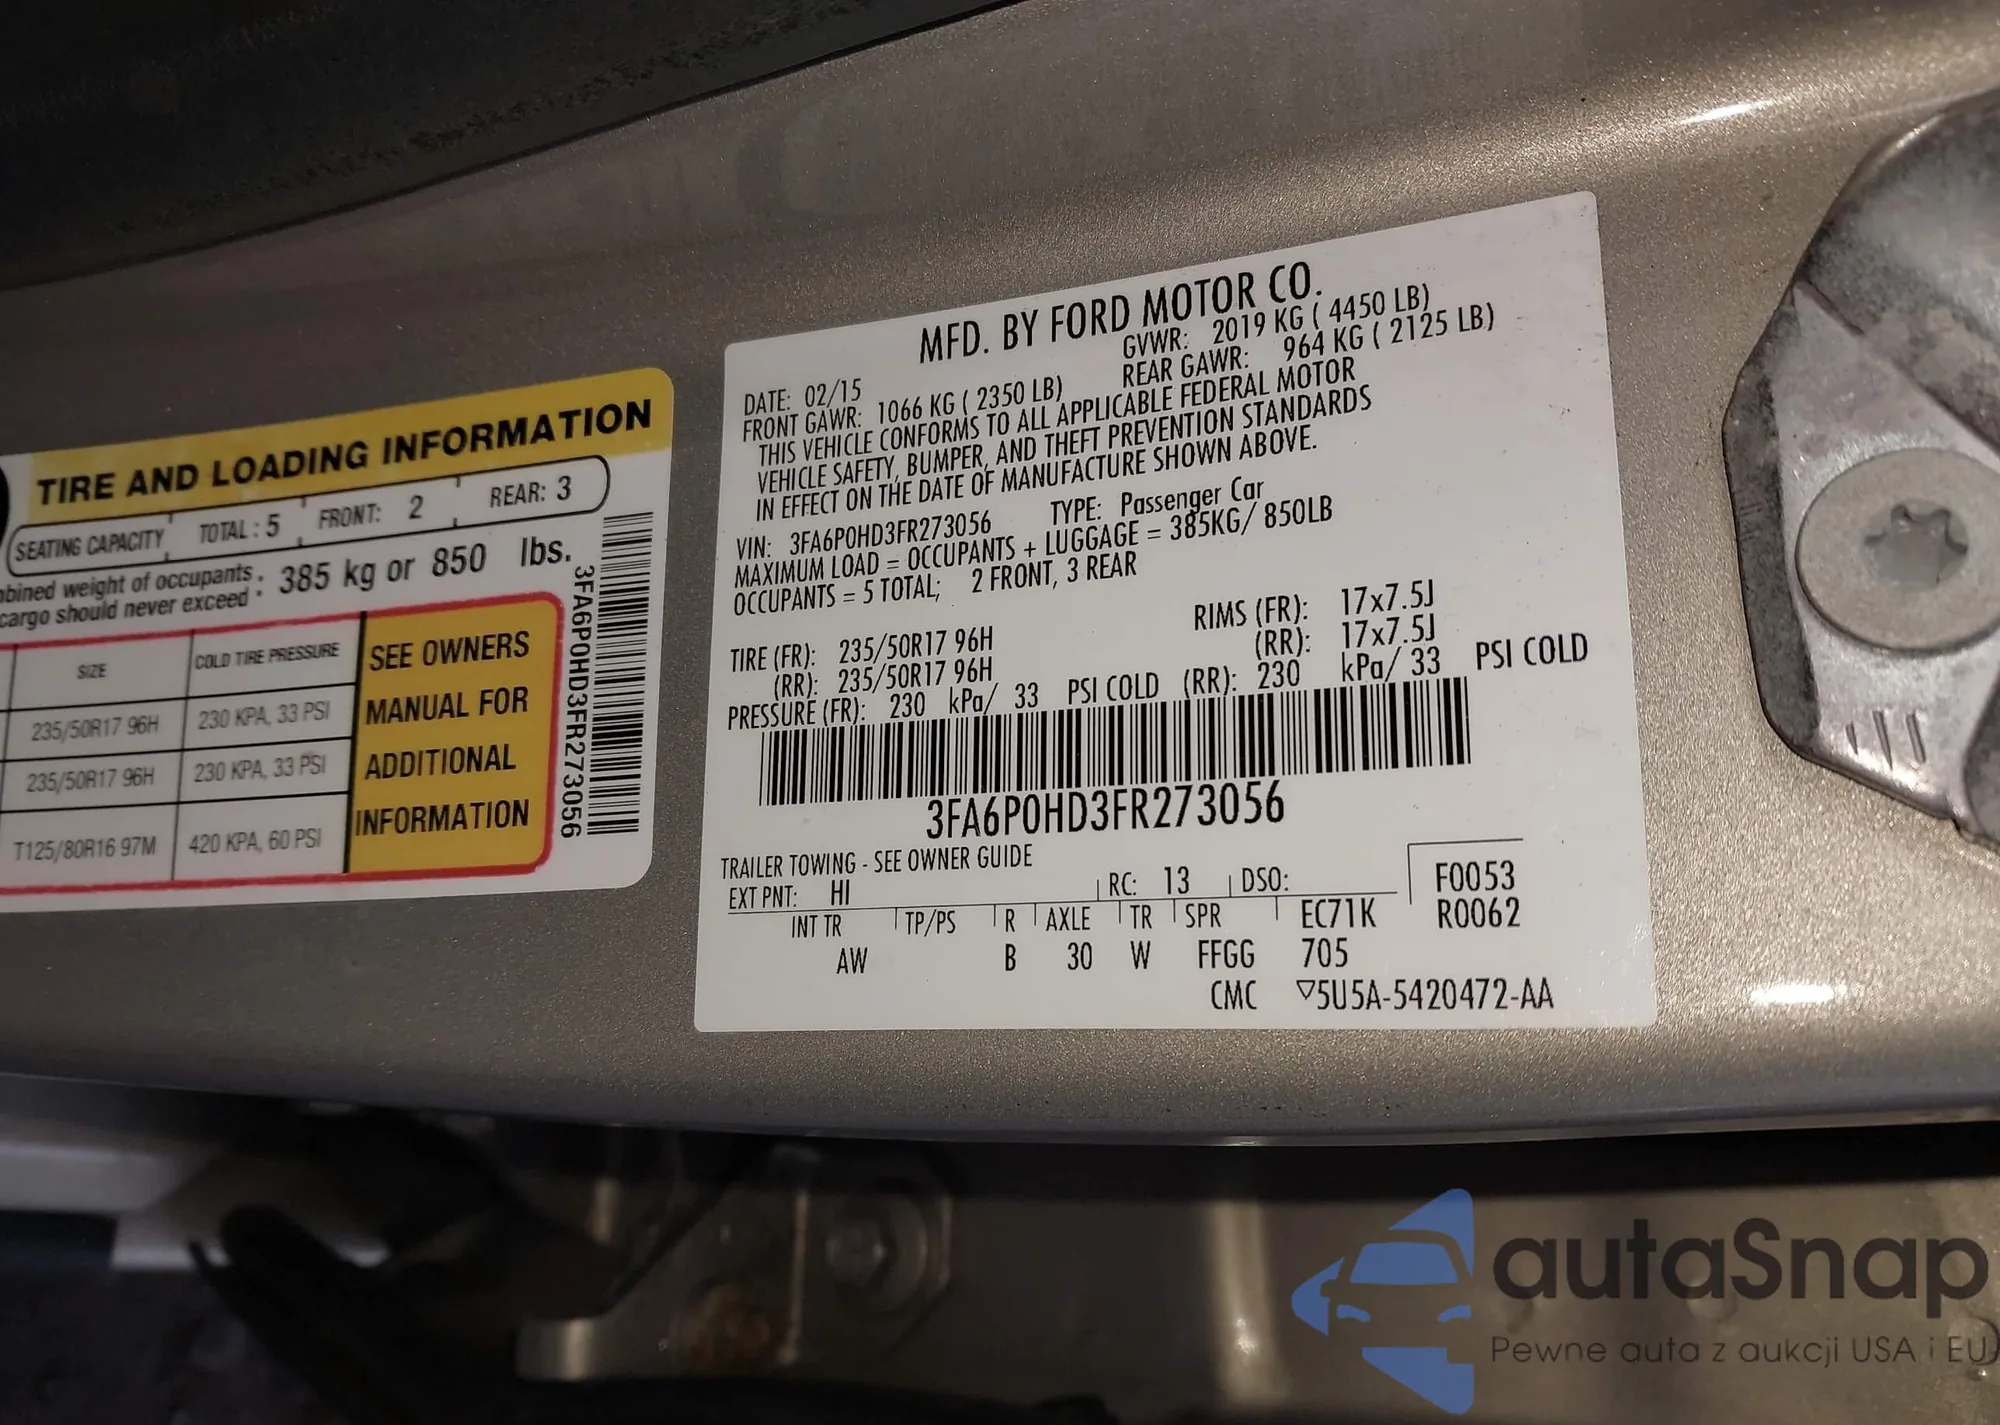 TIRE AND LOADING INFORMATION
SEATING CAPACITY TOTAL : 5 FRONT: 2 REAR: 3
of occupants
385 kg or 850 lbs.
cargo should never exceed
SIZE COLD TIRE PRESSURE
235/50R17 96H 230 KPA, 33 PSI
235/50R17 96H 230 KPA, 33 PSI
T125/80R16 97M 420 KPA, 60 PSI
SEE OWNERS
MANUAL FOR
ADDITIONAL
INFORMATION
3FA6P0HD3FR273056
MFD. BY FORD MOTOR CO.
DATE: 02/15 GVWR: 2019 KG ( 4450 LB)
FRONT GAWR: 1066 KG ( 2350 LB) REAR GAWR: 964 KG ( 2125 LB)
THIS VEHICLE CONFORMS TO ALL APPLICABLE FEDERAL MOTOR
VEHICLE SAFETY, BUMPER, AND THEFT PREVENTION STANDARDS
IN EFFECT ON THE DATE OF MANUFACTURE SHOWN ABOVE.
VIN: 3FA6P0HD3FR273056 TYPE: Passenger Car
MAXIMUM LOAD = OCCUPANTS + LUGGAGE = 385KG/ 850LB
OCCUPANTS = 5 TOTAL; 2 FRONT, 3 REAR
TIRE (FR): 235/50R17 96H RIMS (FR): 17x7.5J
(RR): 235/50R17 96H (RR): 17x7.5J
PRESSURE (FR): 230 kPa/ 33 PSI COLD (RR): 230 kPa/ 33 PSI COLD
3FA6P0HD3FR273056
TRAILER TOWING - SEE OWNER GUIDE
EXT PNT: HI RC: 13 DSO: F0053
INT TR TP/PS R AXLE TR SPR EC71K R0062
AW B 30 W FFGG 705
CMC ▽5U5A-5420472-AA
autaSnap
Pewne auta z aukcji USA i EU